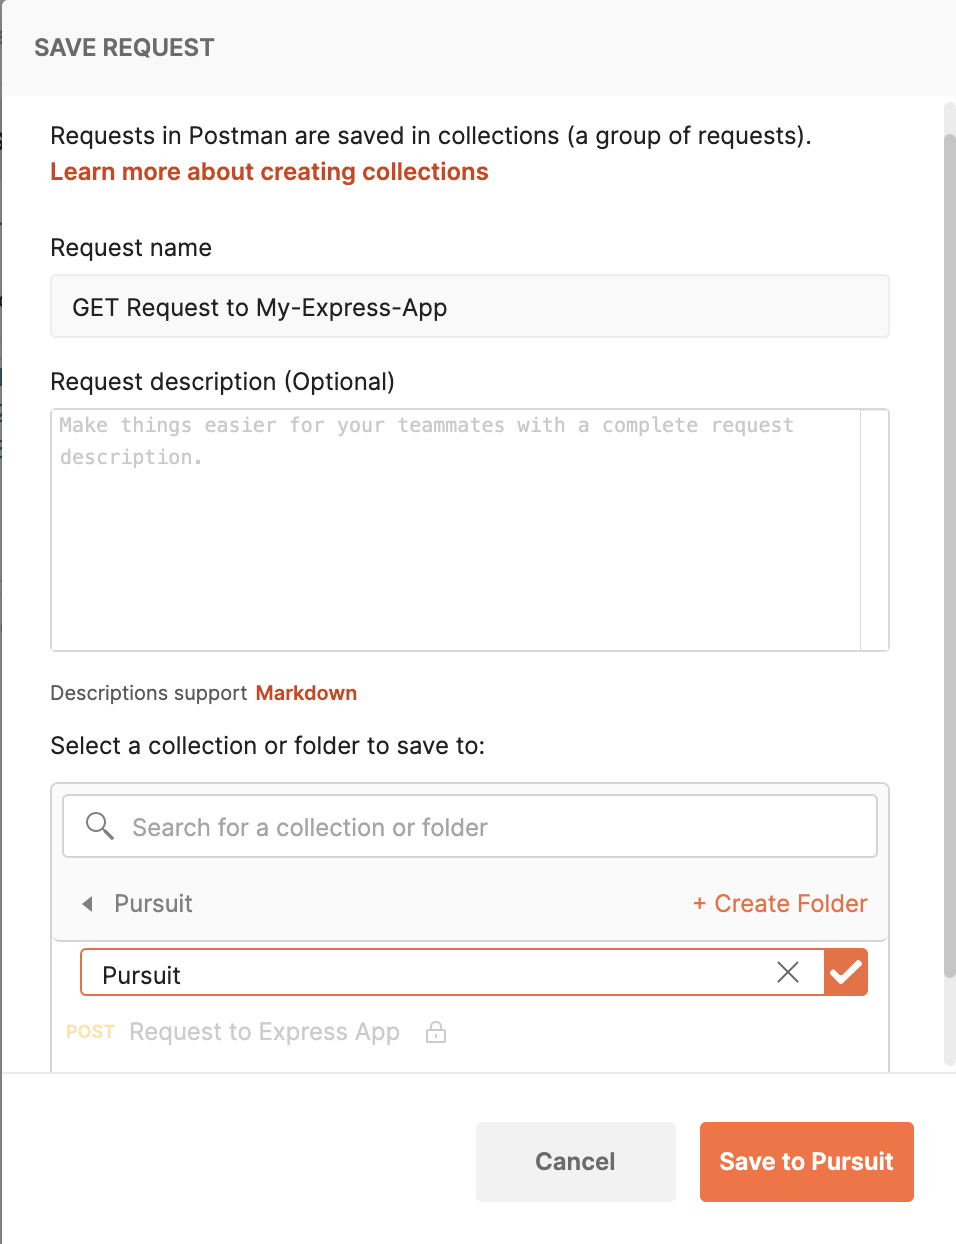 SAVE REQUEST
Requests in Postman are saved in collections (a group of requests).
Learn more about creating collections
Request name
GET Request to My-Express-App
Request description (Optional)
Make things easier for your teammates with a complete request
description.
Descriptions support Markdown
Select a collection or folder to save to:
Search for a collection or folder
Pursuit + Create Folder
Pursuit
POST Request to Express App
Cancel Save to Pursuit